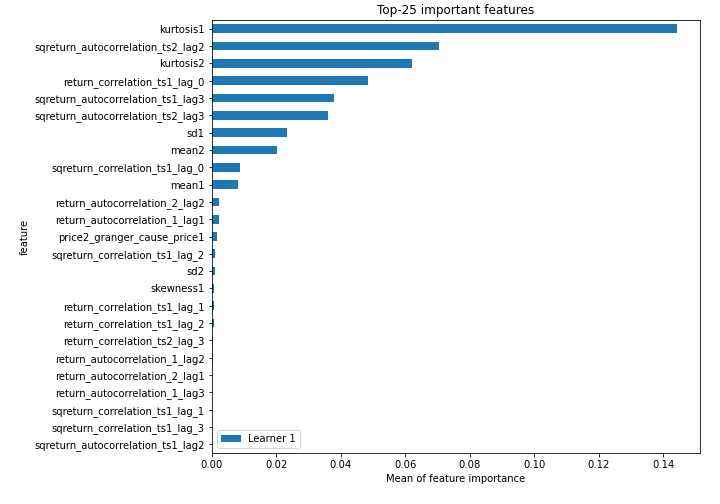 Top-25 important features
kurtosis1
sqreturn_autocorrelation_ts2_lag2
kurtosis2
return_correlation_ts1_lag_0
sqreturn_autocorrelation_ts1_lag3
sqreturn_autocorrelation_ts2_lag3
sd1
mean2
sqreturn_correlation_ts1_lag_0
mean1
return_autocorrelation_2_lag2
return_autocorrelation_1_lag1
price2_granger_cause_price1
sqreturn_correlation_ts1_lag_2
sd2
skewness1
return_correlation_ts1_lag_1
return_correlation_ts1_lag_2
return_correlation_ts2_lag_3
return_autocorrelation_1_lag2
return_autocorrelation_2_lag1
return_autocorrelation_1_lag3
sqreturn_correlation_ts1_lag_1
sqreturn_correlation_ts1_lag_3
sqreturn_autocorrelation_ts1_lag2
feature
Learner 1
0.00 0.02 0.04 0.06 0.08 0.10 0.12 0.14
Mean of feature importance